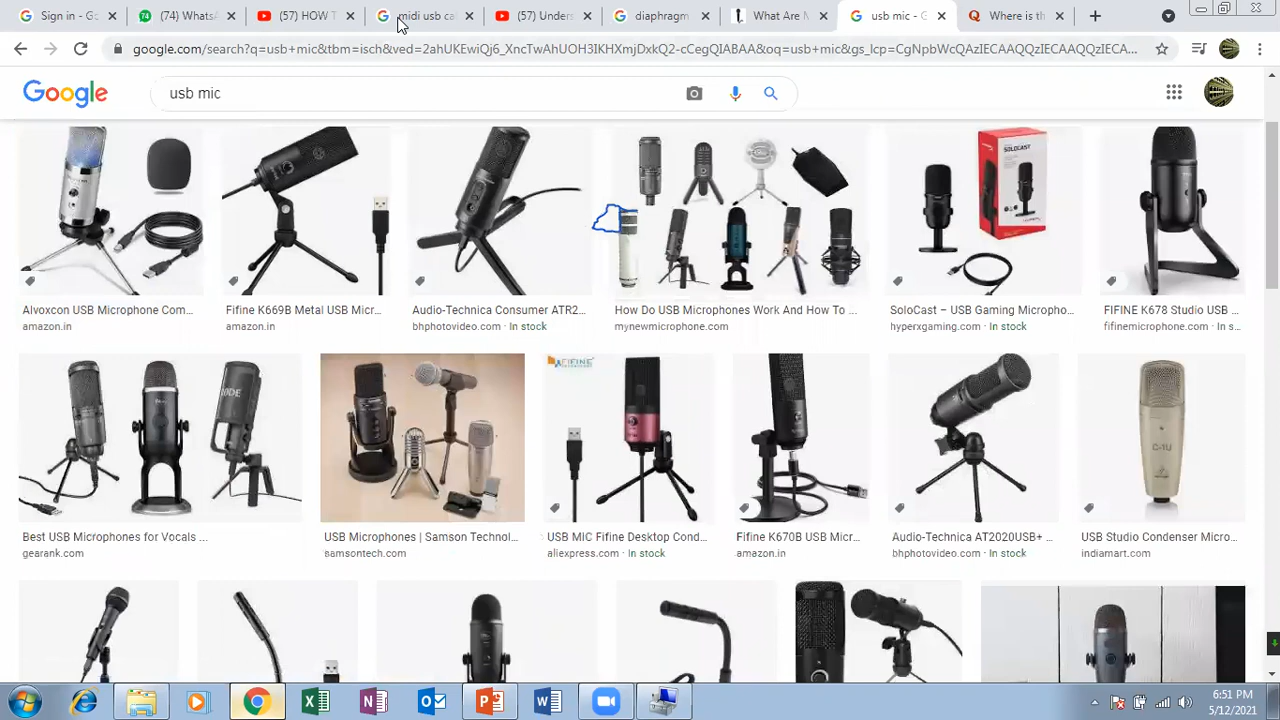 Sign in - G
(74) WhatsA
(57) HOW T
midi usb ca
(57) Unders
diaphragm
What Are M
usb mic - G
Where is th
google.com/search?q=usb+mic&tbm=isch&ved=2ahUKEwiQj6_XncTwAhUOH3IKHXmjDxkQ2-cCegQIABAA&oq=usb+mic&gs_lcp=CgNpbWcQAzIECAAQQzIECAAQQzIECAAQQzIECA...
Google
usb mic
SOLOCAST
Alvoxcon USB Microphone Com...
amazon.in
Fifine K669B Metal USB Micr...
amazon.in
Audio-Technica Consumer ATR2...
bhphotovideo.com · In stock
How Do USB Microphones Work And How To ...
mynewmicrophone.com
SoloCast – USB Gaming Micropho...
hyperxgaming.com · In stock
FIFINE K678 Studio USB ...
fifinemicrophone.com · In s...
RØDE
FIFINE
C-1U
Best USB Microphones for Vocals ...
gearank.com
USB Microphones | Samson Technol...
samsontech.com
USB MIC Fifine Desktop Cond...
aliexpress.com · In stock
Fifine K670B USB Micr...
amazon.in
Audio-Technica AT2020USB+ ...
bhphotovideo.com · In stock
USB Studio Condenser Micro...
indiamart.com
6:51 PM
5/12/2021